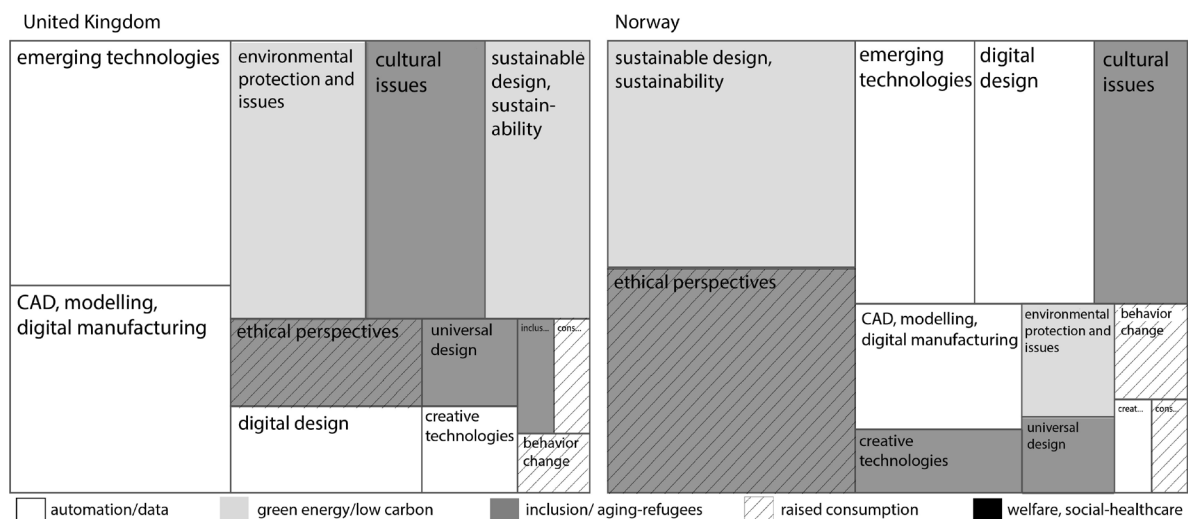 United Kingdom
emerging technologies
environmental
protection and
issues
cultural
issues
sustainable
design,
sustain-
ability
CAD, modelling,
digital manufacturing
ethical perspectives
universal
design
inclus...
cons...
digital design
creative
technologies
behavior
change
Norway
sustainable design,
sustainability
emerging
technologies
digital
design
cultural
issues
ethical perspectives
CAD, modelling,
digital manufacturing
environmental
protection and
issues
behavior
change
creative
technologies
universal
design
creat...
cons...
automation/data
green energy/low carbon
inclusion/ aging-refugees
raised consumption
welfare, social-healthcare